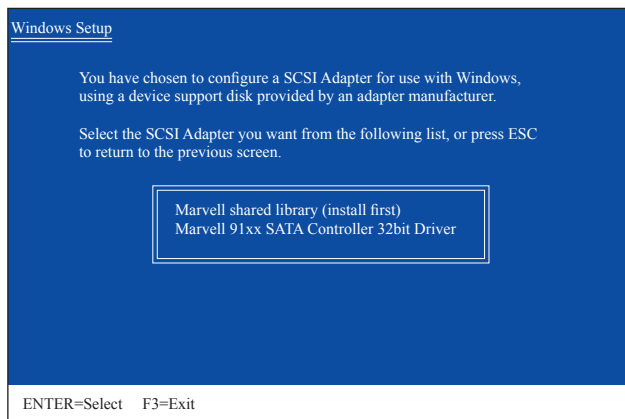 Windows Setup
You have chosen to configure a SCSI Adapter for use with Windows,
using a device support disk provided by an adapter manufacturer.
Select the SCSI Adapter you want from the following list, or press ESC
to return to the previous screen.
Marvell shared library (install first)
Marvell 91xx SATA Controller 32bit Driver
ENTER=Select F3=Exit